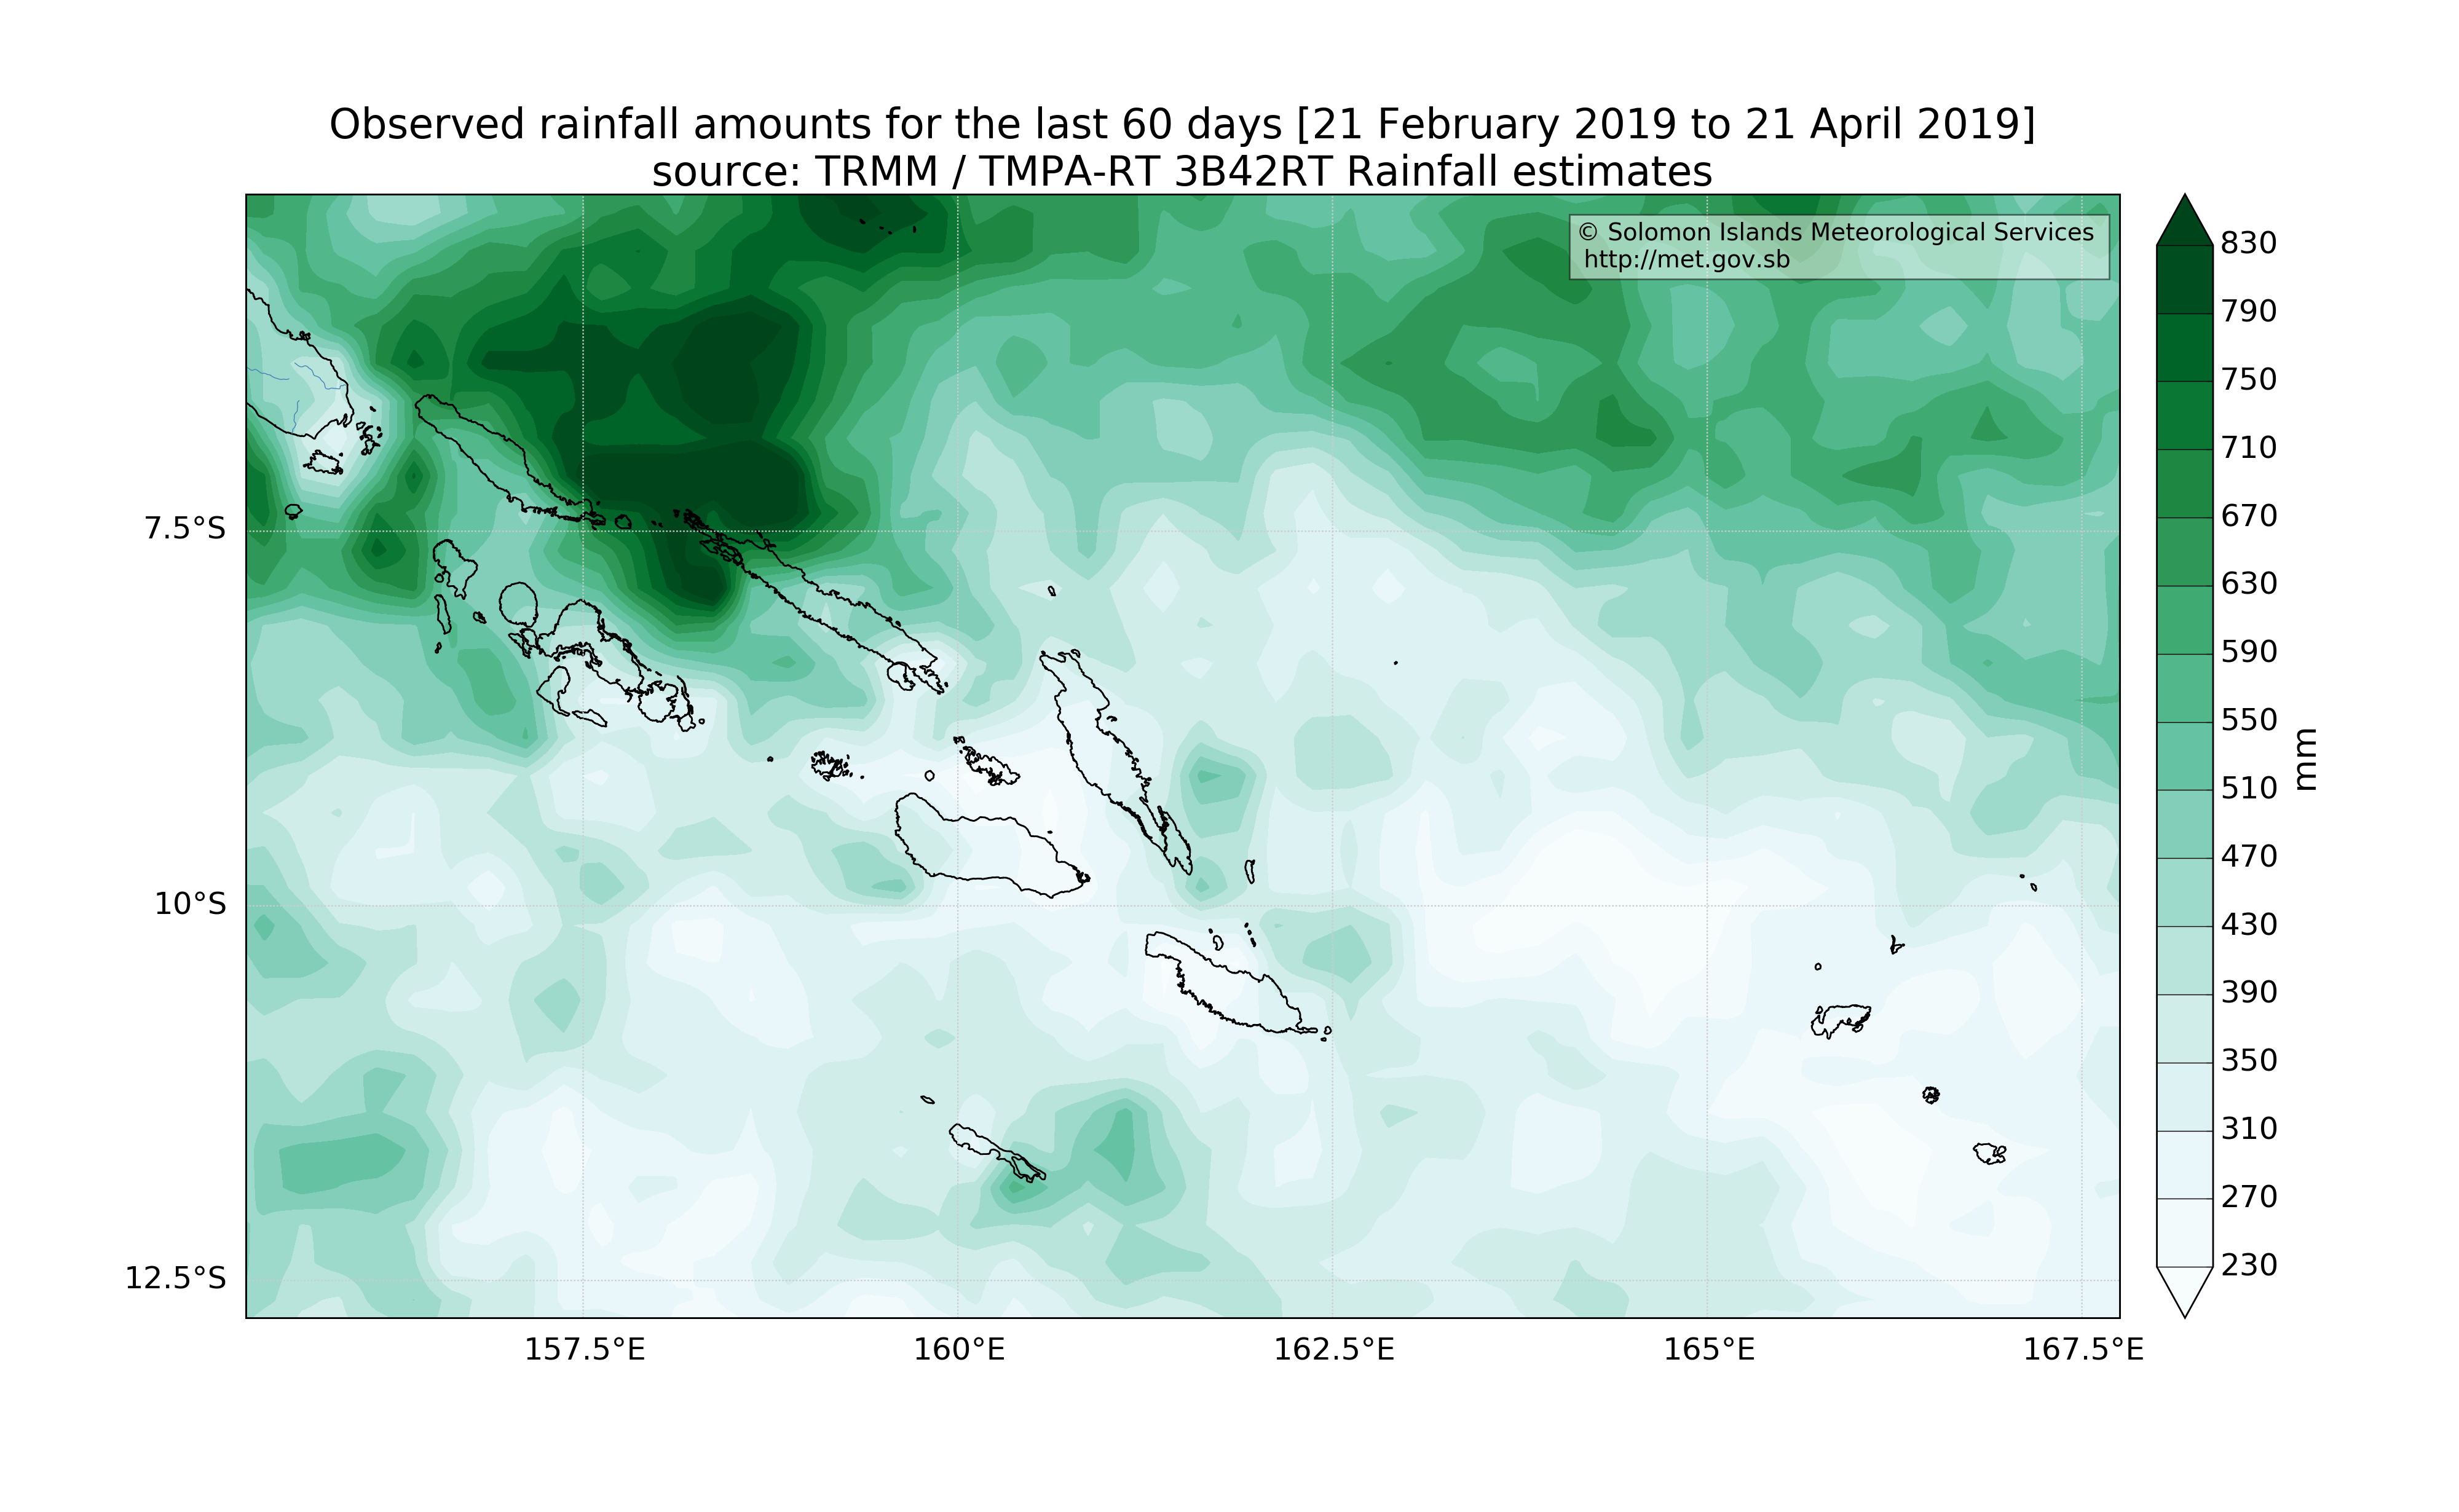 Observed rainfall amounts for the last 60 days [21 February 2019 to 21 April 2019]
source: TRMM / TMPA-RT 3B42RT Rainfall estimates
© Solomon Islands Meteorological Services
http://met.gov.sb
7.5°S
10°S
12.5°S
157.5°E
160°E
162.5°E
165°E
167.5°E
830
790
750
710
670
630
590
550
510
470
430
390
350
310
270
230
mm